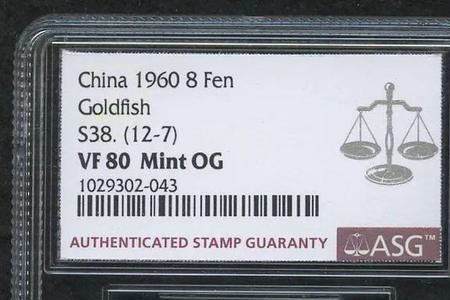 China 1960 8 Fen
Goldfish
S38. (12-7)
VF 80 Mint OG
1029302-043
AUTHENTICATED STAMP GUARANTY
ASG™